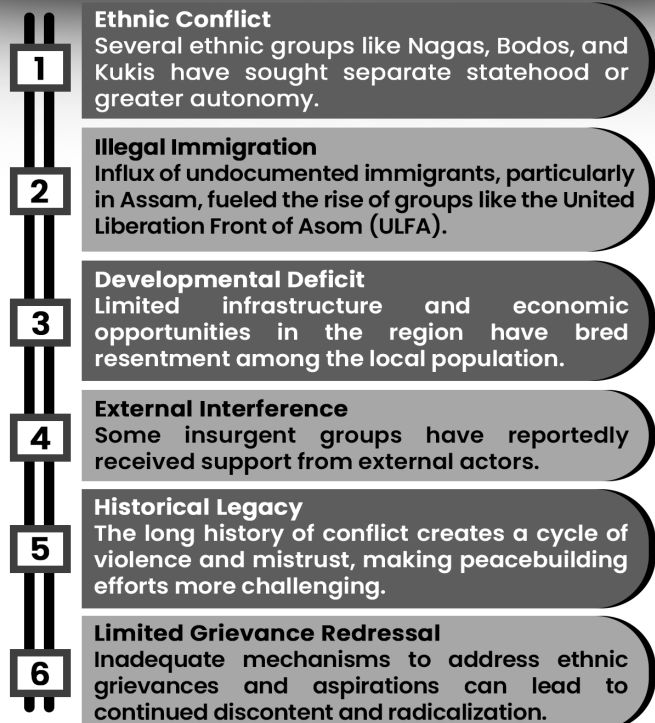 1
Ethnic Conflict
Several ethnic groups like Nagas, Bodos, and
Kukis have sought separate statehood or
greater autonomy.
2
Illegal Immigration
Influx of undocumented immigrants, particularly
in Assam, fueled the rise of groups like the United
Liberation Front of Asom (ULFA).
3
Developmental Deficit
Limited infrastructure and economic
opportunities in the region have bred
resentment among the local population.
4
External Interference
Some insurgent groups have reportedly
received support from external actors.
5
Historical Legacy
The long history of conflict creates a cycle of
violence and mistrust, making peacebuilding
efforts more challenging.
6
Limited Grievance Redressal
Inadequate mechanisms to address ethnic
grievances and aspirations can lead to
continued discontent and radicalization.